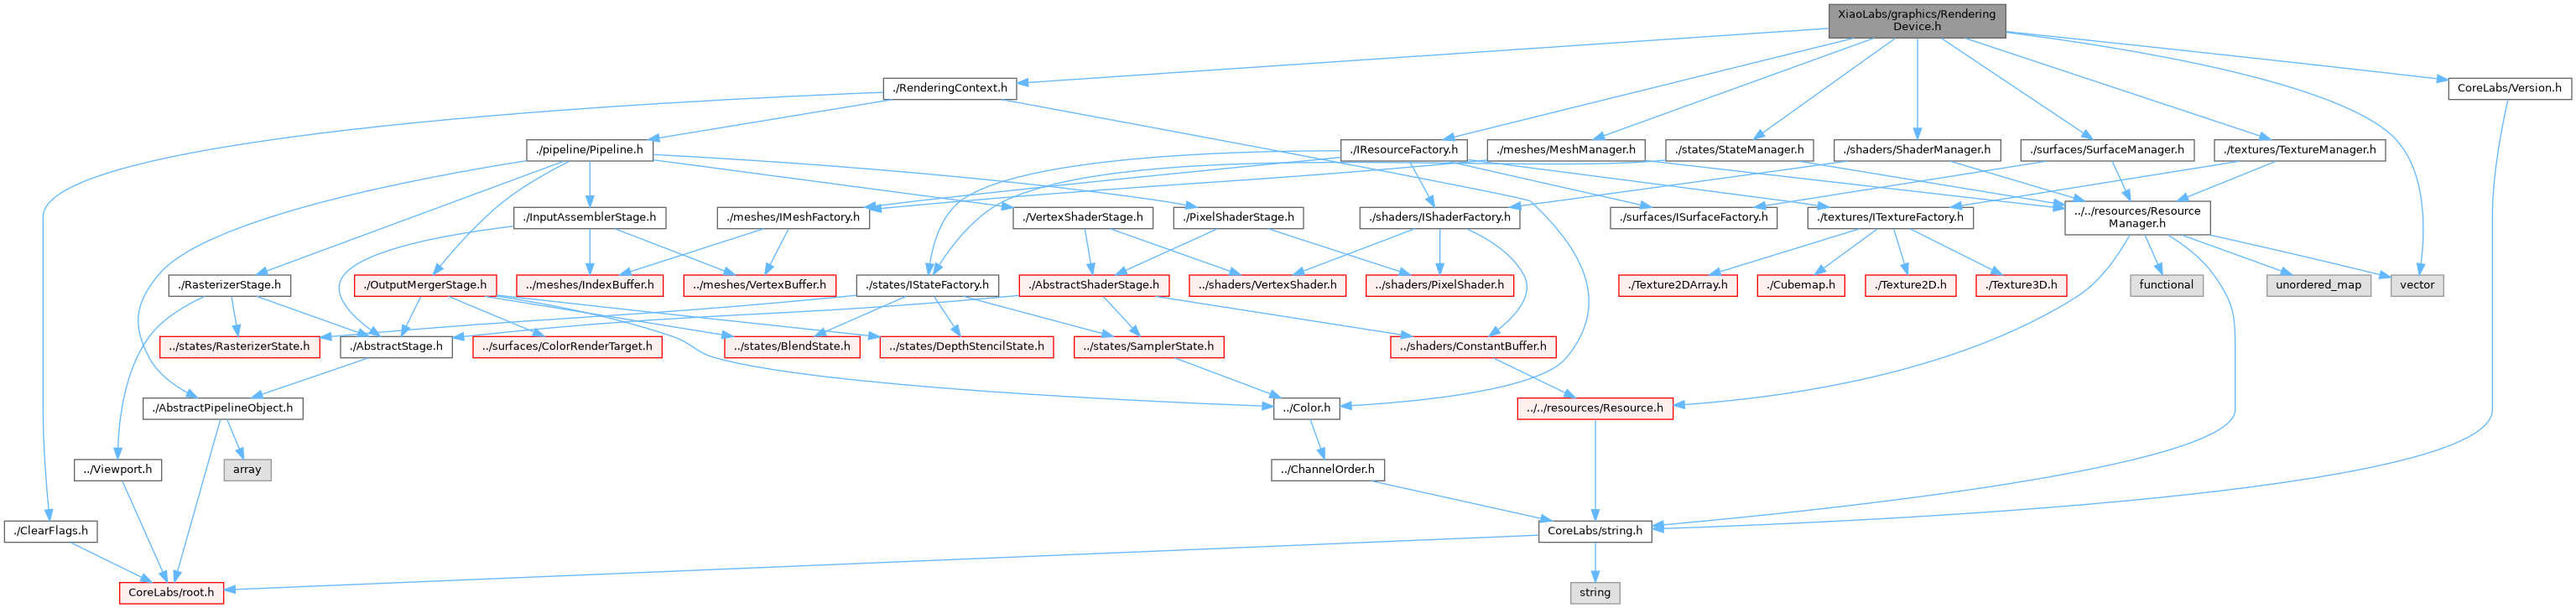 XiaoLabs/graphics/Rendering
Device.h
./RenderingContext.h
CoreLabs/Version.h
./pipeline/Pipeline.h
./IResourceFactory.h
./meshes/MeshManager.h
./states/StateManager.h
./shaders/ShaderManager.h
./surfaces/SurfaceManager.h
./textures/TextureManager.h
./InputAssemblerStage.h
./meshes/IMeshFactory.h
./VertexShaderStage.h
./PixelShaderStage.h
./shaders/IShaderFactory.h
./surfaces/ISurfaceFactory.h
./textures/ITextureFactory.h
../../resources/Resource
Manager.h
./RasterizerStage.h
./OutputMergerStage.h
../meshes/IndexBuffer.h
../meshes/VertexBuffer.h
./states/IStateFactory.h
./AbstractShaderStage.h
../shaders/VertexShader.h
../shaders/PixelShader.h
./Texture2DArray.h
./Cubemap.h
./Texture2D.h
./Texture3D.h
functional
unordered_map
vector
../states/RasterizerState.h
./AbstractStage.h
../surfaces/ColorRenderTarget.h
../states/BlendState.h
../states/DepthStencilState.h
../states/SamplerState.h
../shaders/ConstantBuffer.h
./AbstractPipelineObject.h
../Color.h
../../resources/Resource.h
../Viewport.h
array
../ChannelOrder.h
./ClearFlags.h
CoreLabs/string.h
CoreLabs/root.h
string